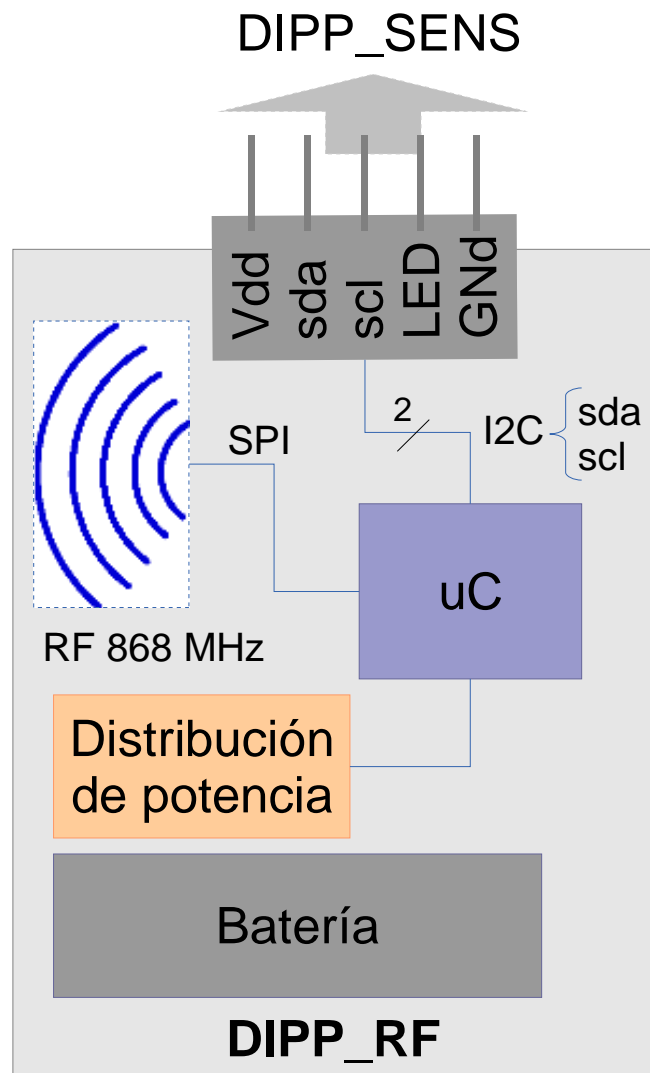 DIPP_SENS
Vdd
sda
scl
LED
GNd
2
I2C
sda
scl
SPI
uC
RF 868 MHz
Distribución
de potencia
Batería
DIPP_RF